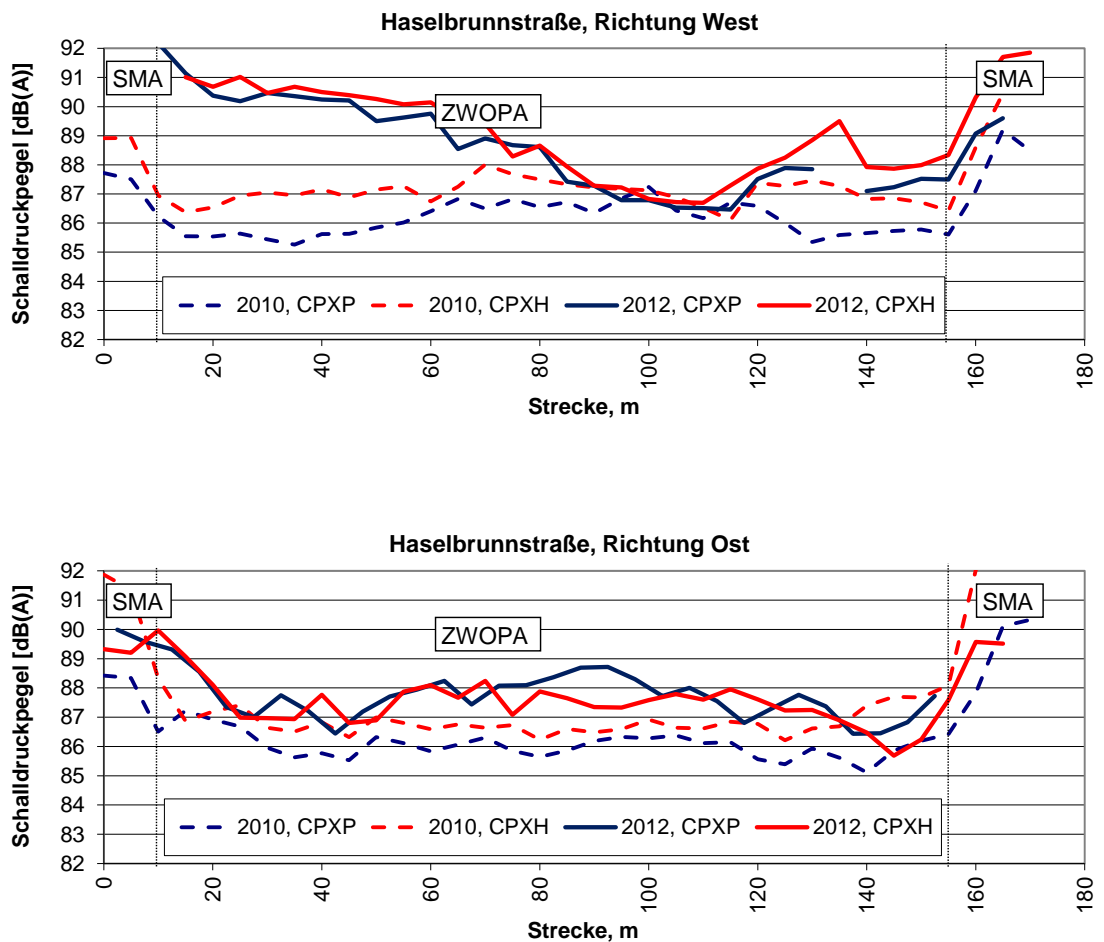 Haselbrunnstraße, Richtung West
Schalldruckpegel [dB(A)]
92
91
90
89
88
87
86
85
84
83
82
SMA
ZWOPA
SMA
2010, CPXP
2010, CPXH
2012, CPXP
2012, CPXH
0
20
40
60
80
100
120
140
160
180
Strecke, m
Haselbrunnstraße, Richtung Ost
Schalldruckpegel [dB(A)]
92
91
90
89
88
87
86
85
84
83
82
SMA
ZWOPA
SMA
2010, CPXP
2010, CPXH
2012, CPXP
2012, CPXH
0
20
40
60
80
100
120
140
160
180
Strecke, m